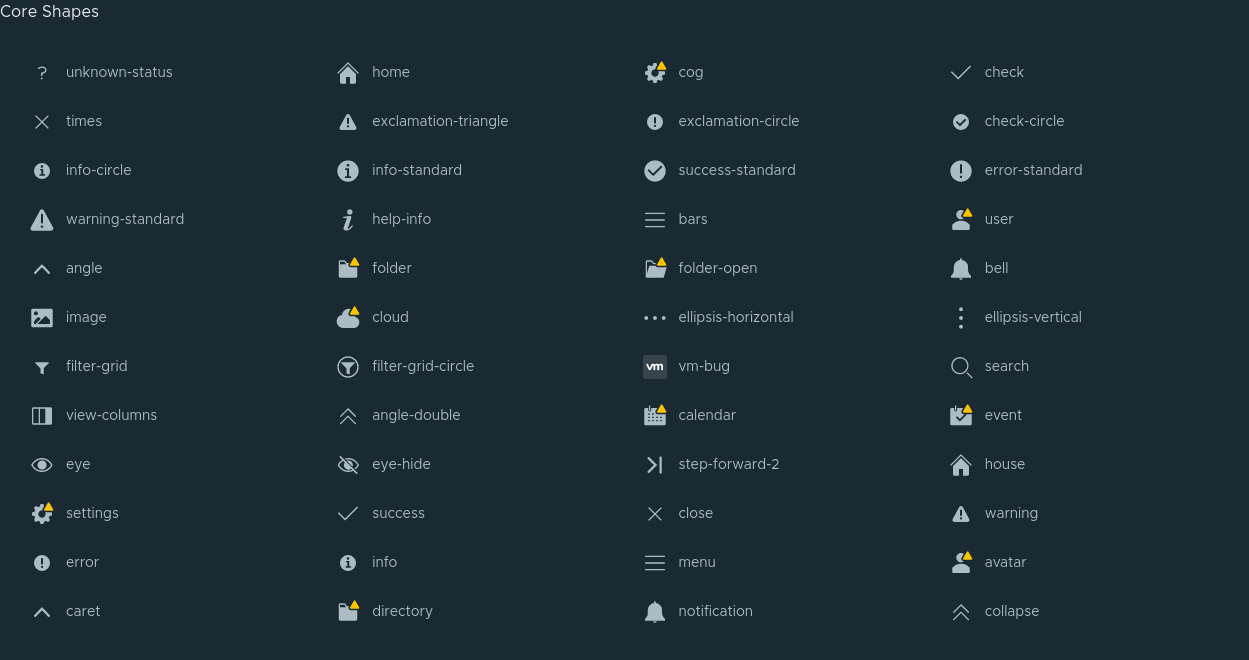 Core Shapes
? unknown-status home cog check
times exclamation-triangle exclamation-circle check-circle
info-circle info-standard success-standard error-standard
warning-standard help-info bars user
angle folder folder-open bell
image cloud ellipsis-horizontal ellipsis-vertical
filter-grid filter-grid-circle vm vm-bug search
view-columns angle-double calendar event
eye eye-hide step-forward-2 house
settings success close warning
error info menu avatar
caret directory notification collapse